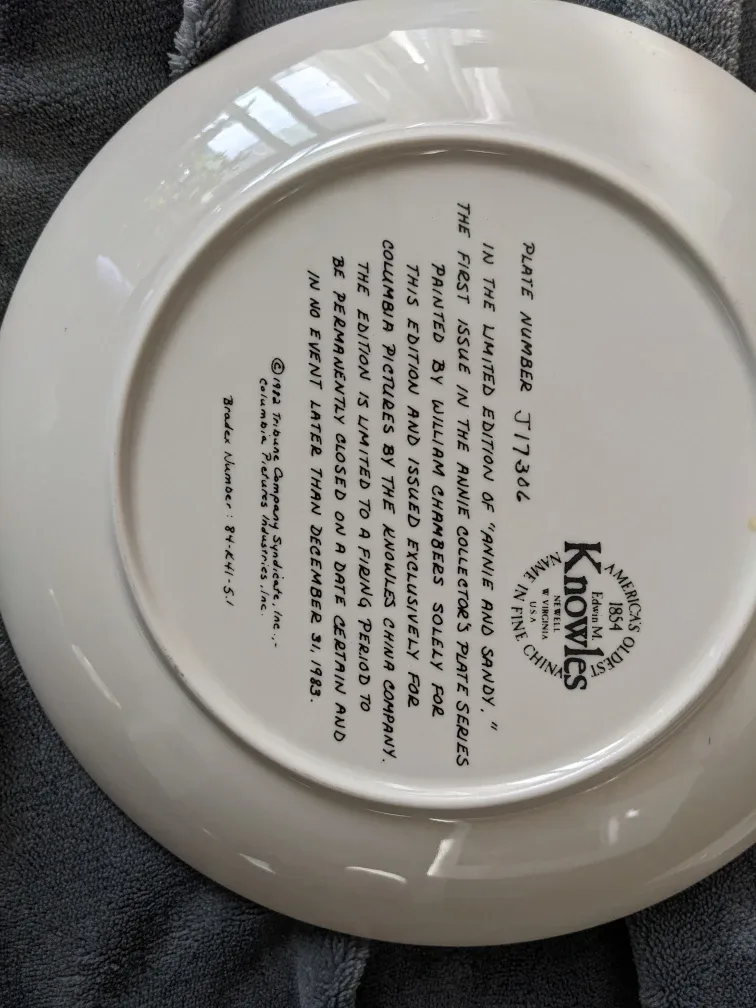 AMERICA'S OLDEST
1854
Edwin M.
Knowles
NEWELL
W VIRGINIA
U S A
NAME IN FINE CHINA
PLATE NUMBER J17306
IN THE LIMITED EDITION OF "ANNIE AND SANDY,"
THE FIRST ISSUE IN THE ANNIE COLLECTOR'S PLATE SERIES
PAINTED BY WILLIAM CHAMBERS SOLELY FOR
THIS EDITION AND ISSUED EXCLUSIVELY FOR
COLUMBIA PICTURES BY THE KNOWLES CHINA COMPANY.
THE EDITION IS LIMITED TO A FIRING PERIOD TO
BE PERMANENTLY CLOSED ON A DATE CERTAIN AND
IN NO EVENT LATER THAN DECEMBER 31, 1983.
©1982 Tribune Company Syndicate, Inc.,-
Columbia Pictures Industries, Inc.
Bradex Number: 84-K41-5.1